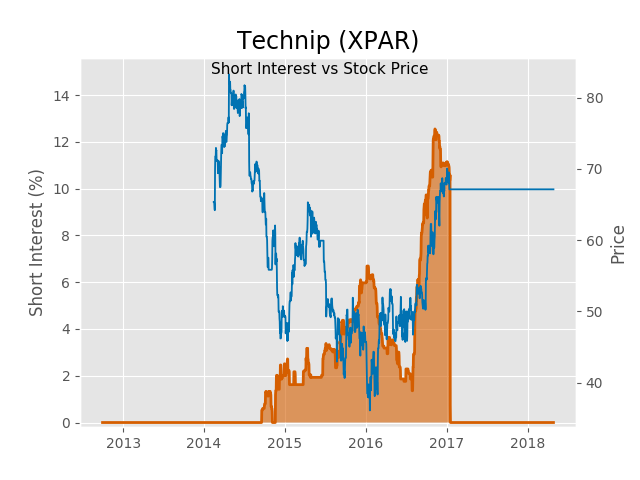 Technip (XPAR)
Short Interest vs Stock Price
Short Interest (%)
14
12
10
8
6
4
2
0
80
70
60
50
40
Price
2013 2014 2015 2016 2017 2018